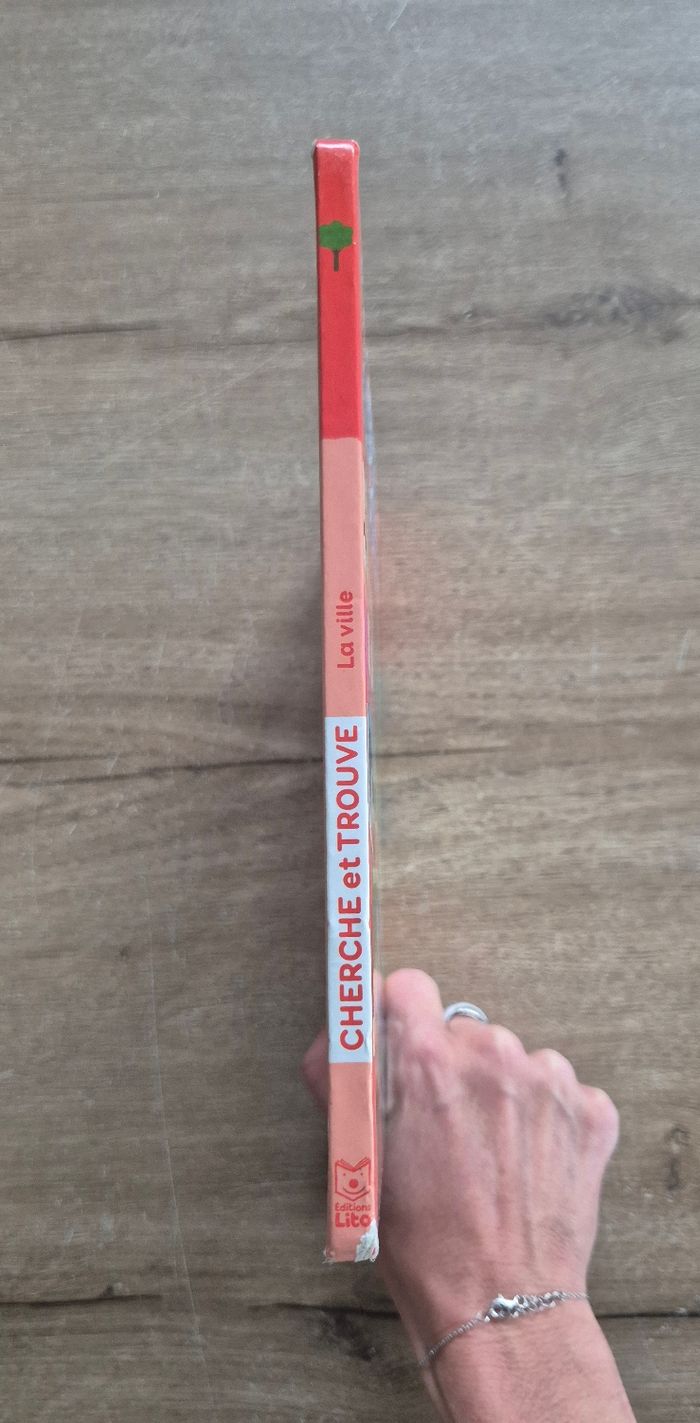 CHERCHE et TROUVE
La ville
Éditions
Lito